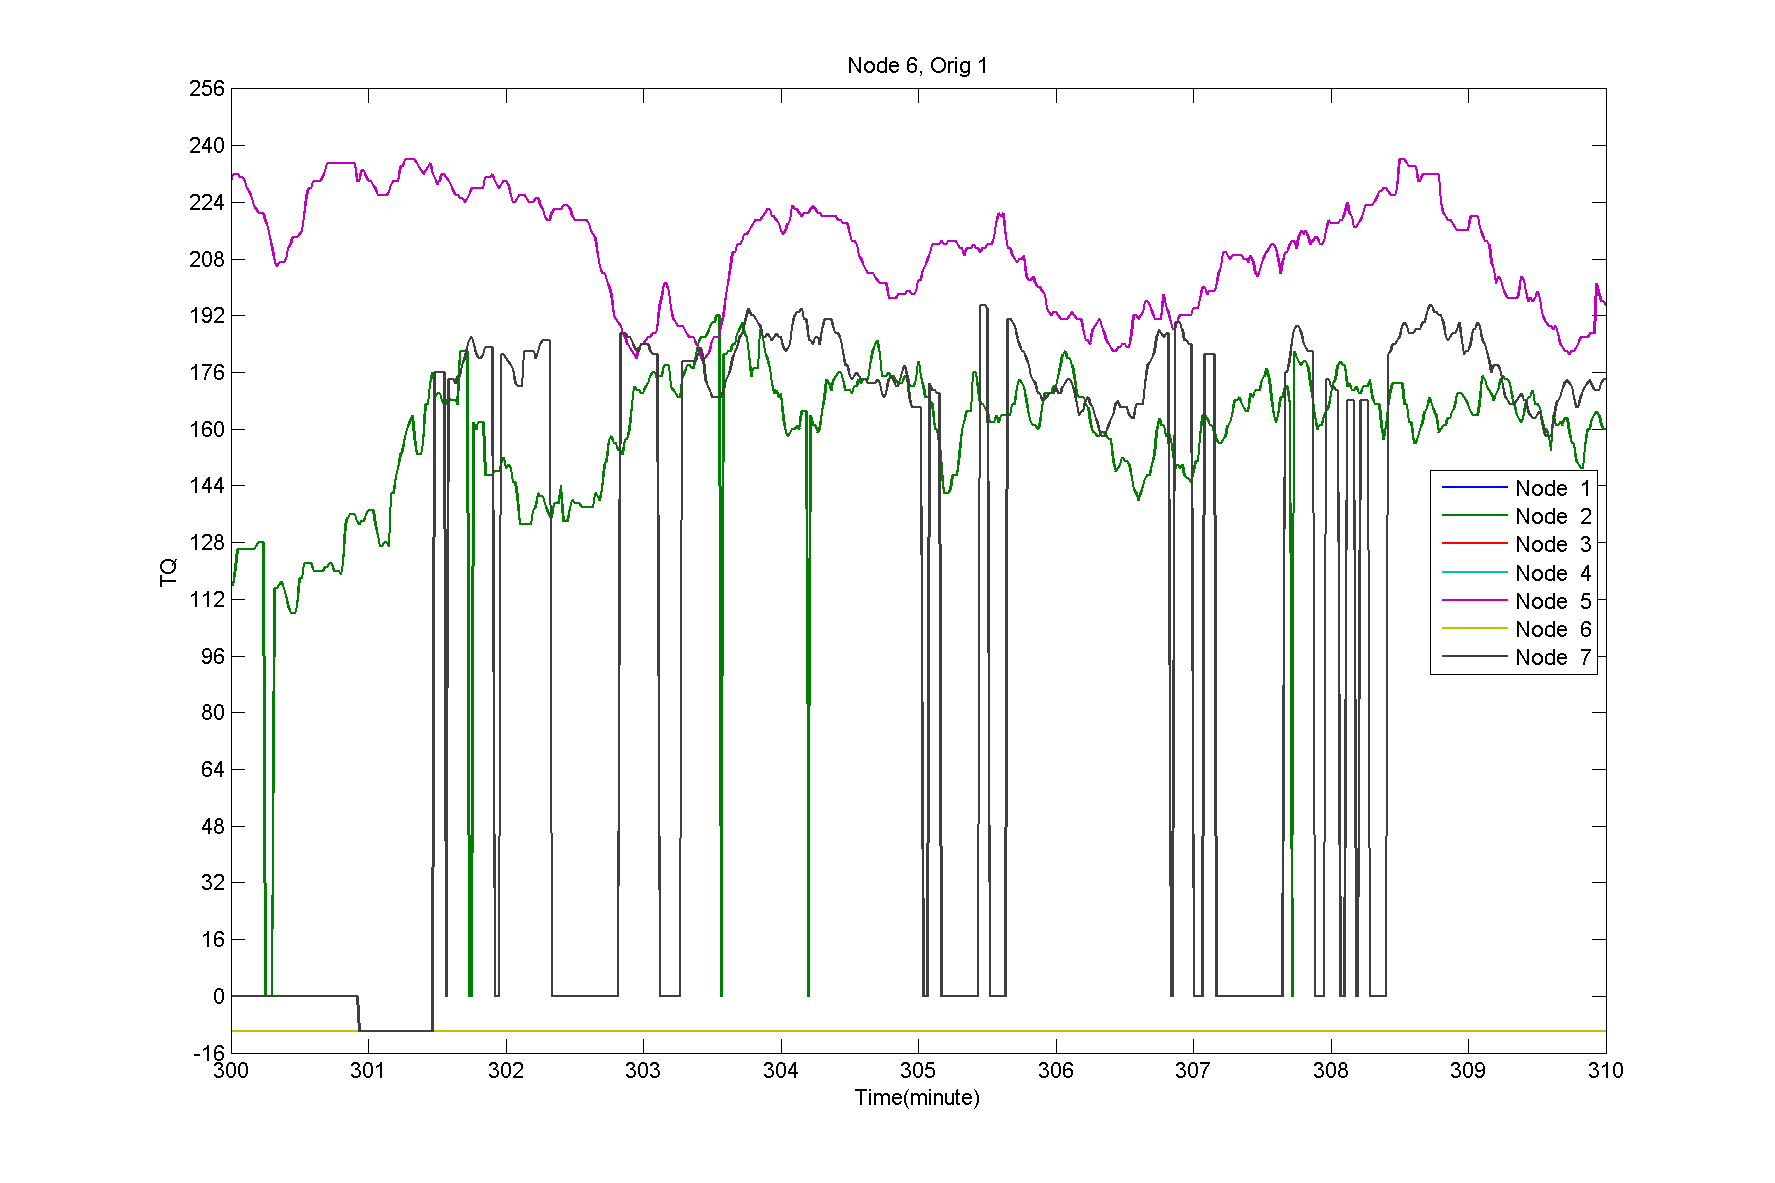 Node 6, Orig 1
256
240
224
208
192
176
160
144
128
112
96
80
64
48
32
16
0
-16
TQ
Node 1
Node 2
Node 3
Node 4
Node 5
Node 6
Node 7
300 301 302 303 304 305 306 307 308 309 310
Time(minute)